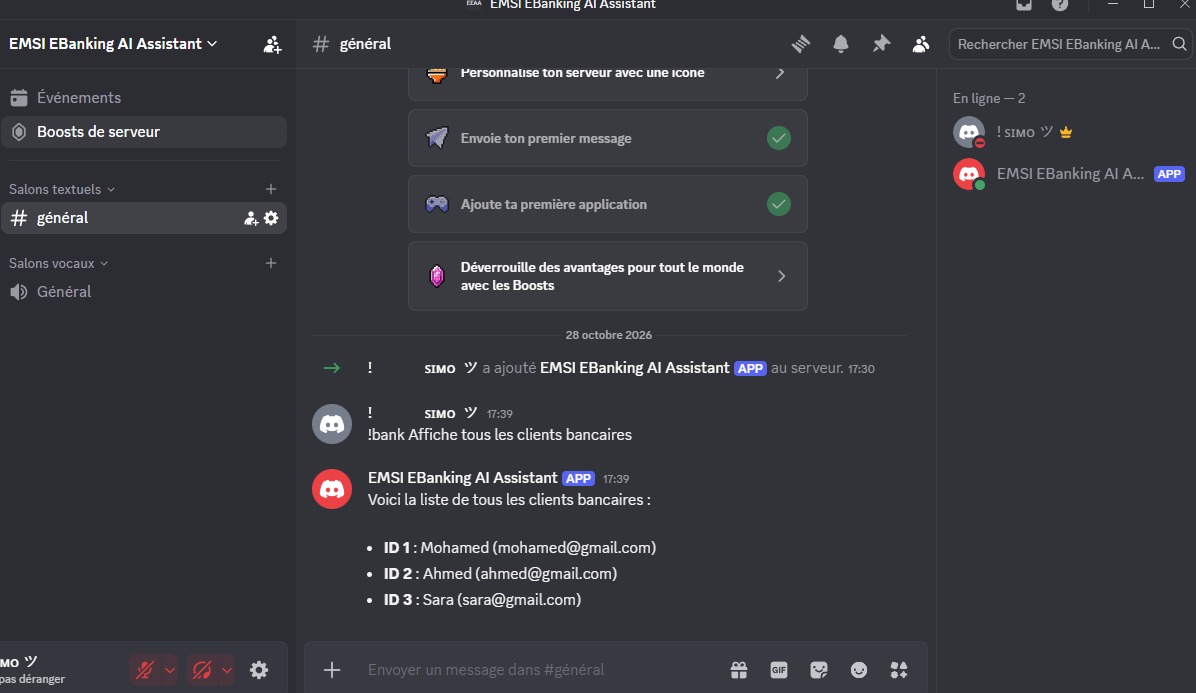 EMSI EBanking AI Assistant
EMSI EBanking AI Assistant
général
Rechercher EMSI EBanking AI A...
Événements
Boosts de serveur
Salons textuels
général
Salons vocaux
Général
Personnalise ton serveur avec une icône
Envoie ton premier message
Ajoute ta première application
Déverrouille des avantages pour tout le monde
avec les Boosts
28 octobre 2026
! SIMO ツ a ajouté EMSI EBanking AI Assistant APP au serveur. 17:30
! SIMO ツ 17:39
!bank Affiche tous les clients bancaires
EMSI EBanking AI Assistant APP 17:39
Voici la liste de tous les clients bancaires :
• ID 1 : Mohamed (mohamed@gmail.com)
• ID 2 : Ahmed (ahmed@gmail.com)
• ID 3 : Sara (sara@gmail.com)
Envoyer un message dans #général
GIF
En ligne — 2
! SIMO ツ
EMSI EBanking AI A... APP
MO ツ
pas déranger